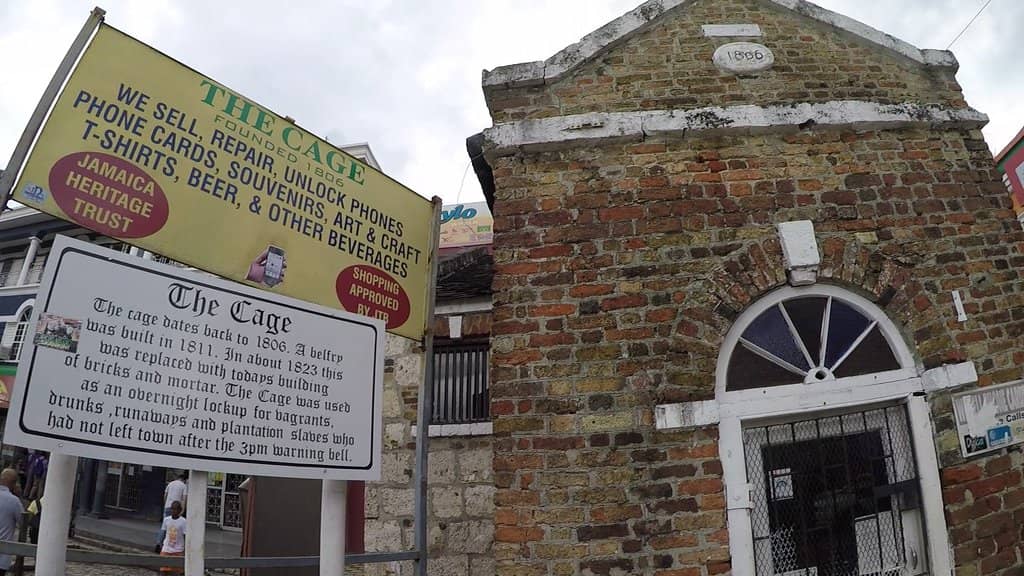 THE CAGE
FOUNDED 1806
WE SELL, REPAIR, UNLOCK PHONES
PHONE CARDS, SOUVENIRS, ART & CRAFT
T-SHIRTS, BEER, & OTHER BEVERAGES
JAMAICA
HERITAGE
TRUST
SHOPPING
APPROVED
BY JTB
The Cage
The cage dates back to 1806. A belfry
was built in 1811. In about 1823 this
was replaced with todays building
of bricks and mortar. The Cage was used
as an overnight lockup for vagrants,
drunks ,runaways and plantation slaves who
had not left town after the 3pm warning bell.
1806
ylo